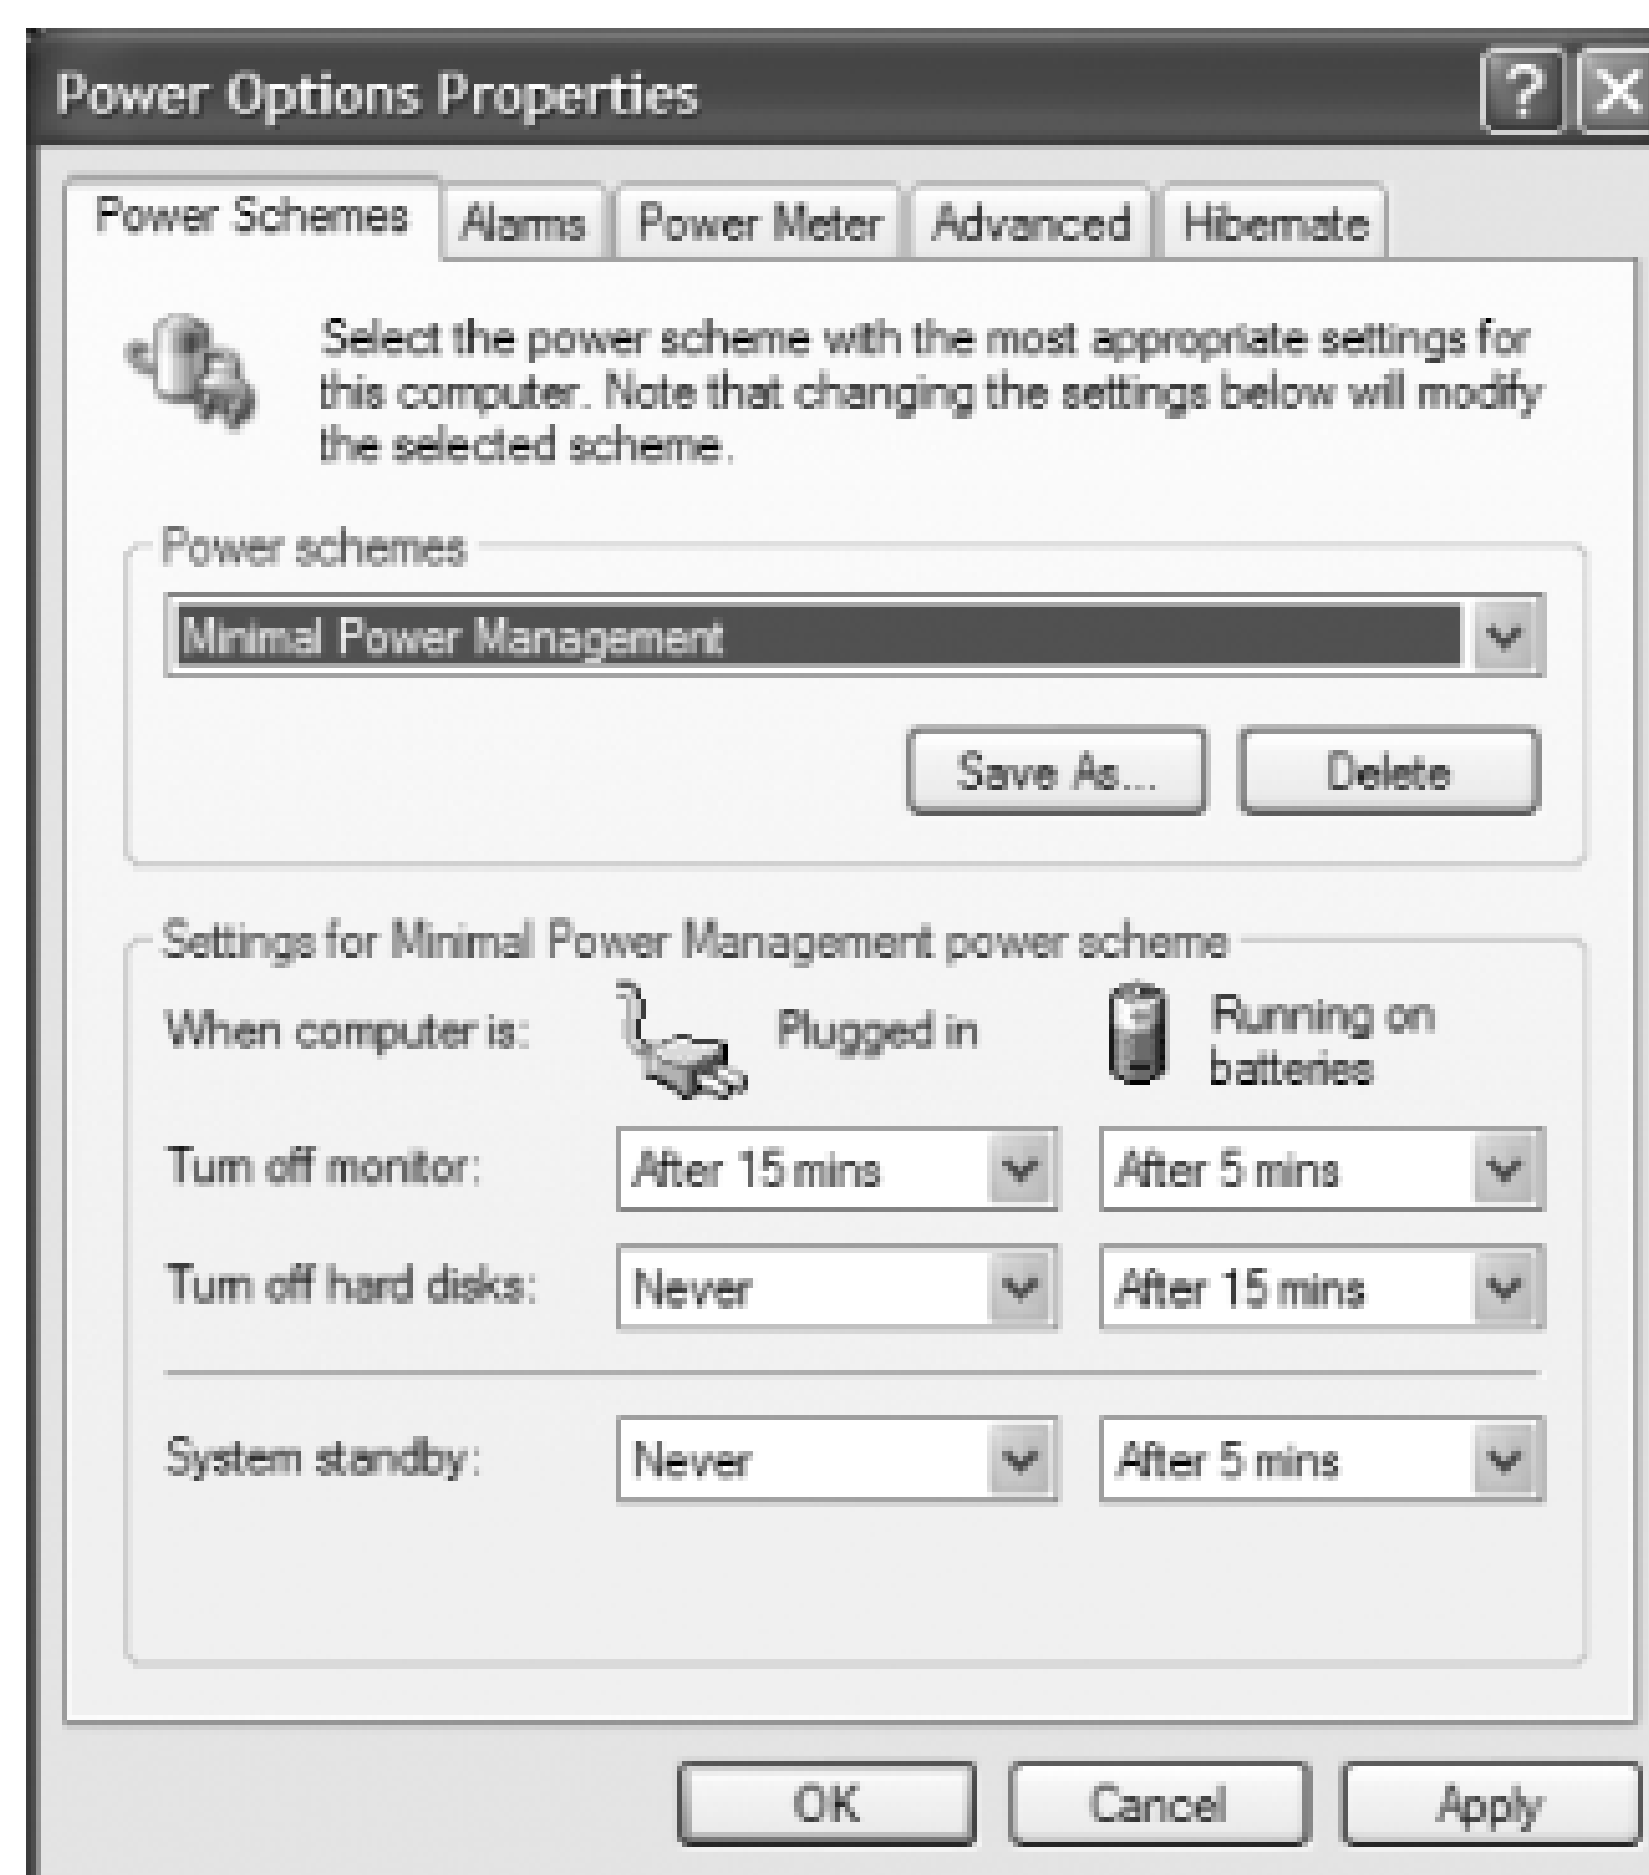 Power Options Properties
Power Schemes Alarms Power Meter Advanced Hibernate
Select the power scheme with the most appropriate settings for
this computer. Note that changing the settings below will modify
the selected scheme.
Power schemes
Minimal Power Management
Save As... Delete
Settings for Minimal Power Management power scheme
When computer is: Plugged in Running on
batteries
Turn off monitor: After 15 mins After 5 mins
Turn off hard disks: Never After 15 mins
System standby: Never After 5 mins
OK Cancel Apply